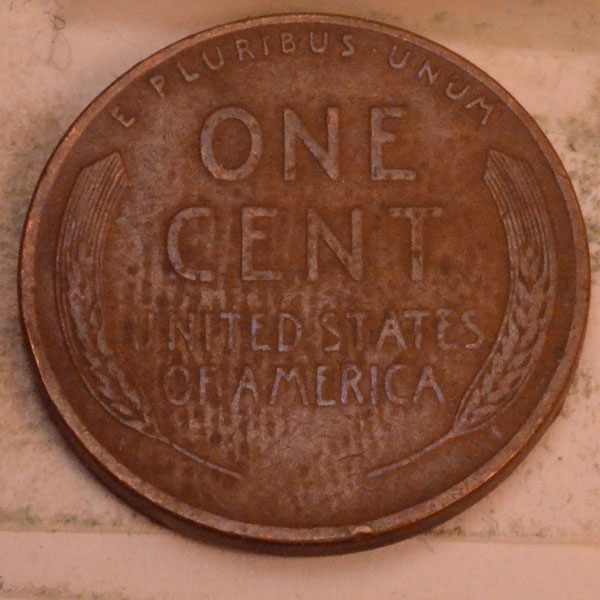 E · PLURIBUS · UNUM
ONE
CENT
UNITED STATES
OF AMERICA